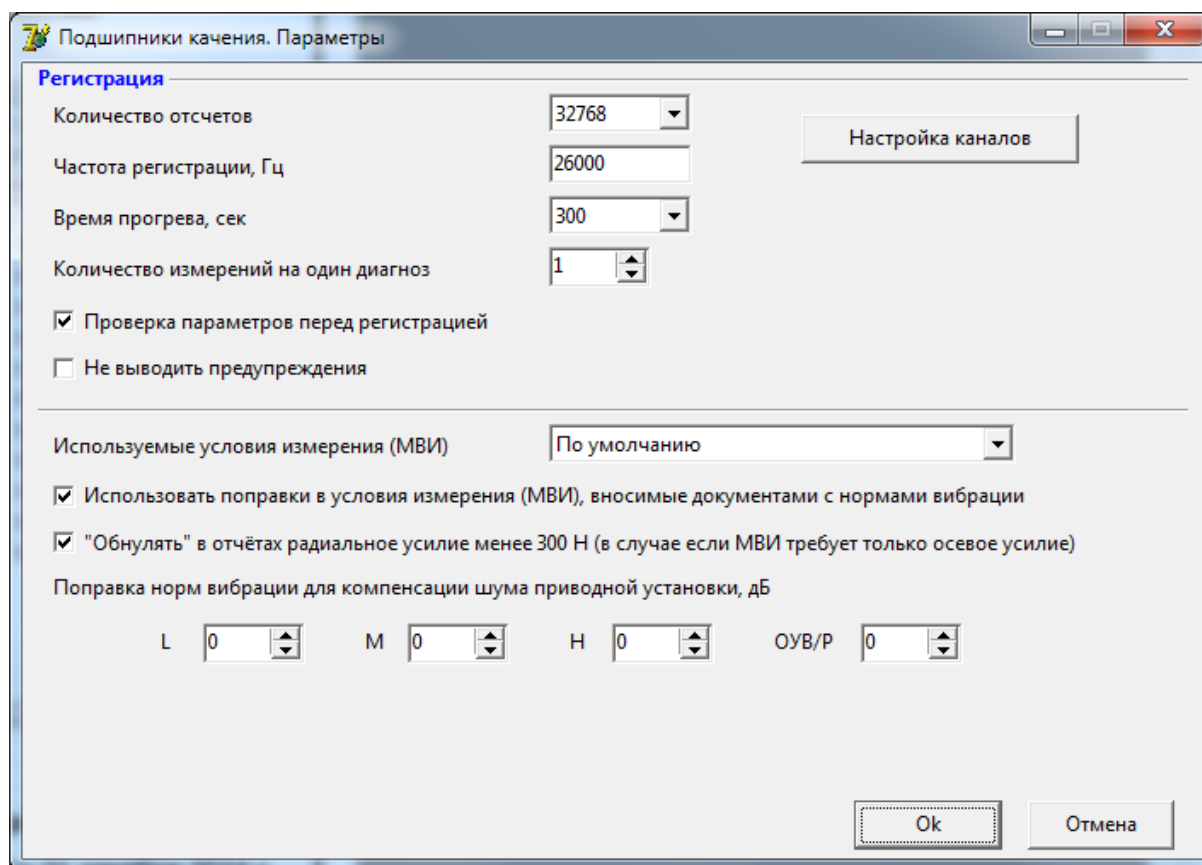 Подшипники качения. Параметры
Регистрация
Количество отсчетов 32768
Настройка каналов
Частота регистрации, Гц 26000
Время прогрева, сек 300
Количество измерений на один диагноз 1
Проверка параметров перед регистрацией
Не выводить предупреждения
Используемые условия измерения (МВИ) По умолчанию
Использовать поправки в условия измерения (МВИ), вносимые документами с нормами вибрации
"Обнулять" в отчётах радиальное усилие менее 300 Н (в случае если МВИ требует только осевое усилие)
Поправка норм вибрации для компенсации шума приводной установки, дБ
L 0 M 0 H 0 ОУВ/Р 0
Ok Отмена